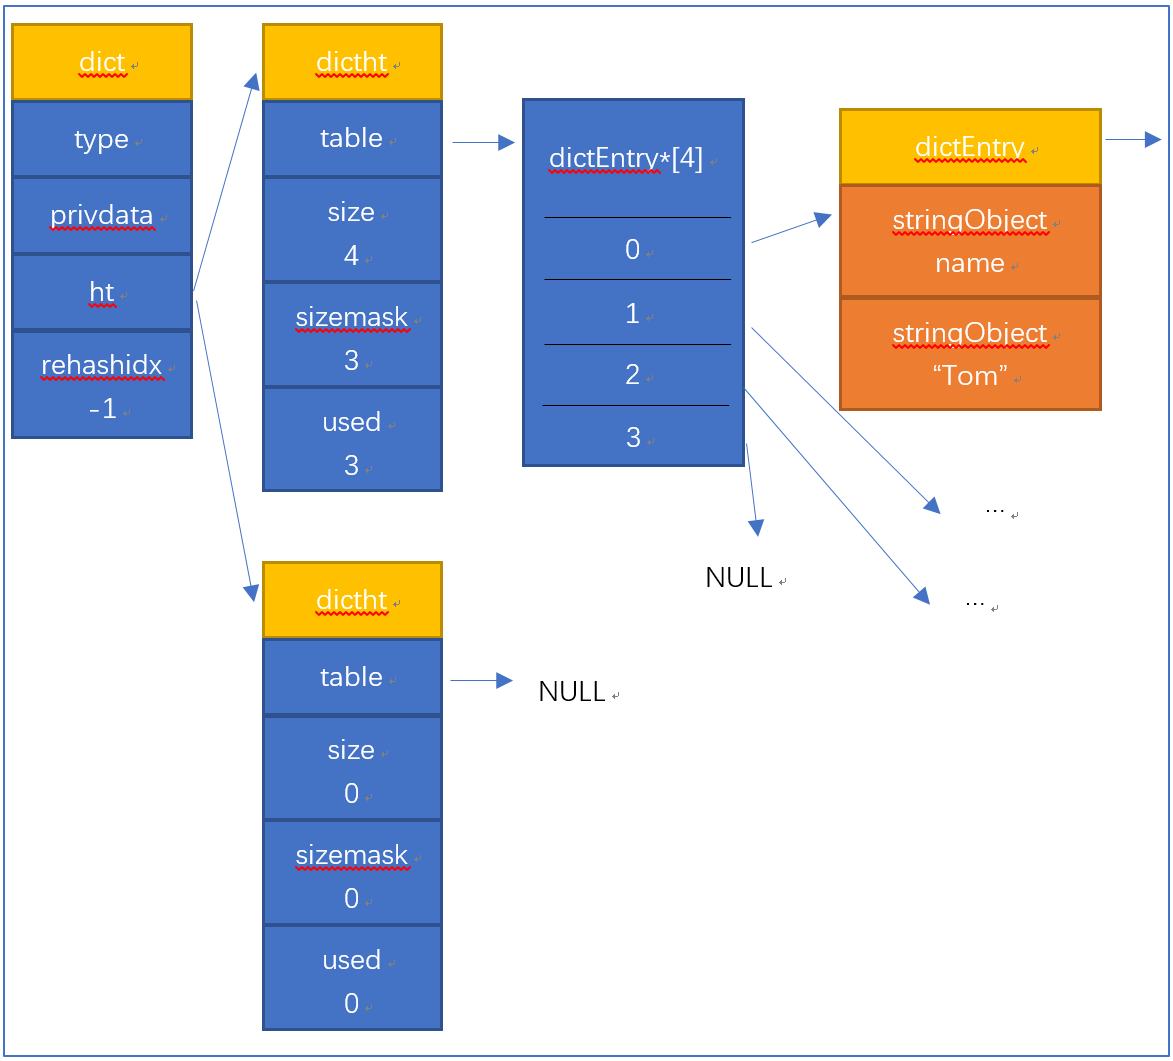 dict
type
privdata
ht
rehashidx
-1
dictht
table
size
4
sizemask
3
used
3
dictEntry*[4]
0
1
2
3
dictEntry
stringObject
name
stringObject
“Tom”
…
…
NULL
dictht
table
size
0
sizemask
0
used
0
NULL